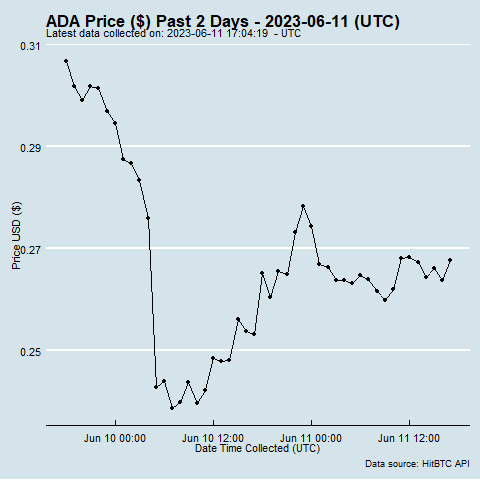 ADA Price ($) Past 2 Days - 2023-06-11 (UTC)
Latest data collected on: 2023-06-11 17:04:19 - UTC
0.31
0.29
0.27
0.25
Price USD ($)
Jun 10 00:00 Jun 10 12:00 Jun 11 00:00 Jun 11 12:00
Date Time Collected (UTC)
Data source: HitBTC API